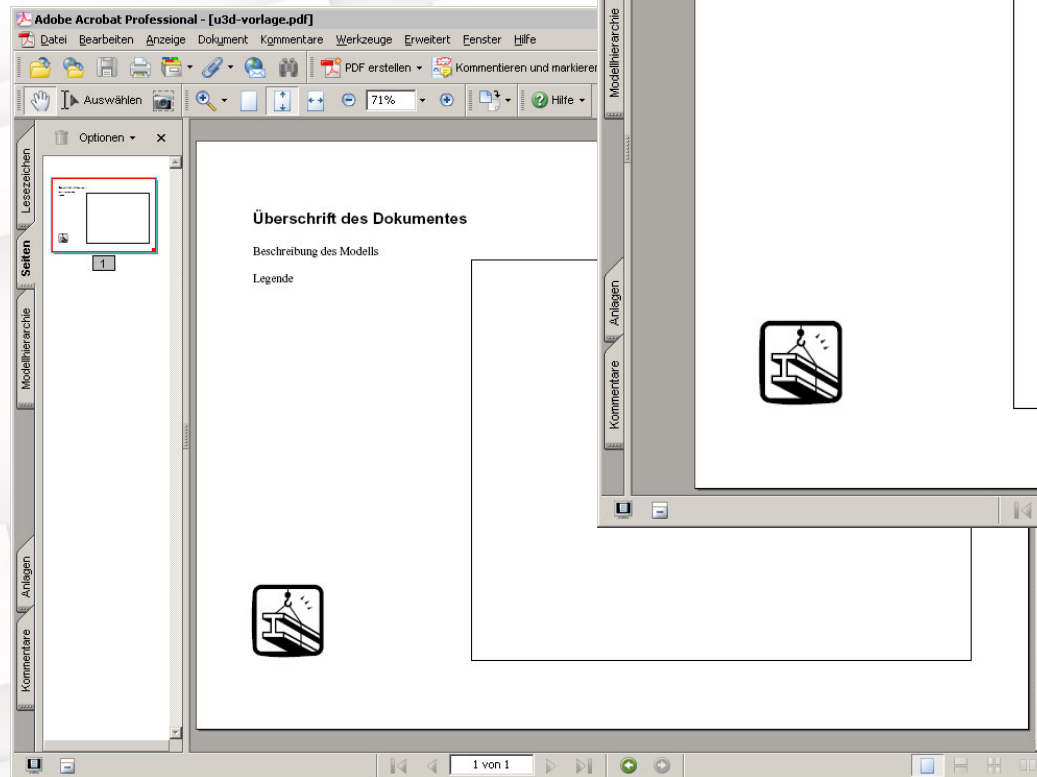 Adobe Acrobat Professional - [u3d-vorlage.pdf]
Datei Bearbeiten Anzeige Dokument Kommentare Werkzeuge Erweitert Fenster Hilfe
PDF erstellen Kommentieren und markieren
Auswählen 71% Hilfe
Optionen
Lesezeichen
Seiten
Modellhierarchie
Anlagen
Kommentare
1
Überschrift des Dokumentes
Beschreibung des Modells
Legende
1 von 1
Modellhierarchie
Anlagen
Kommentare